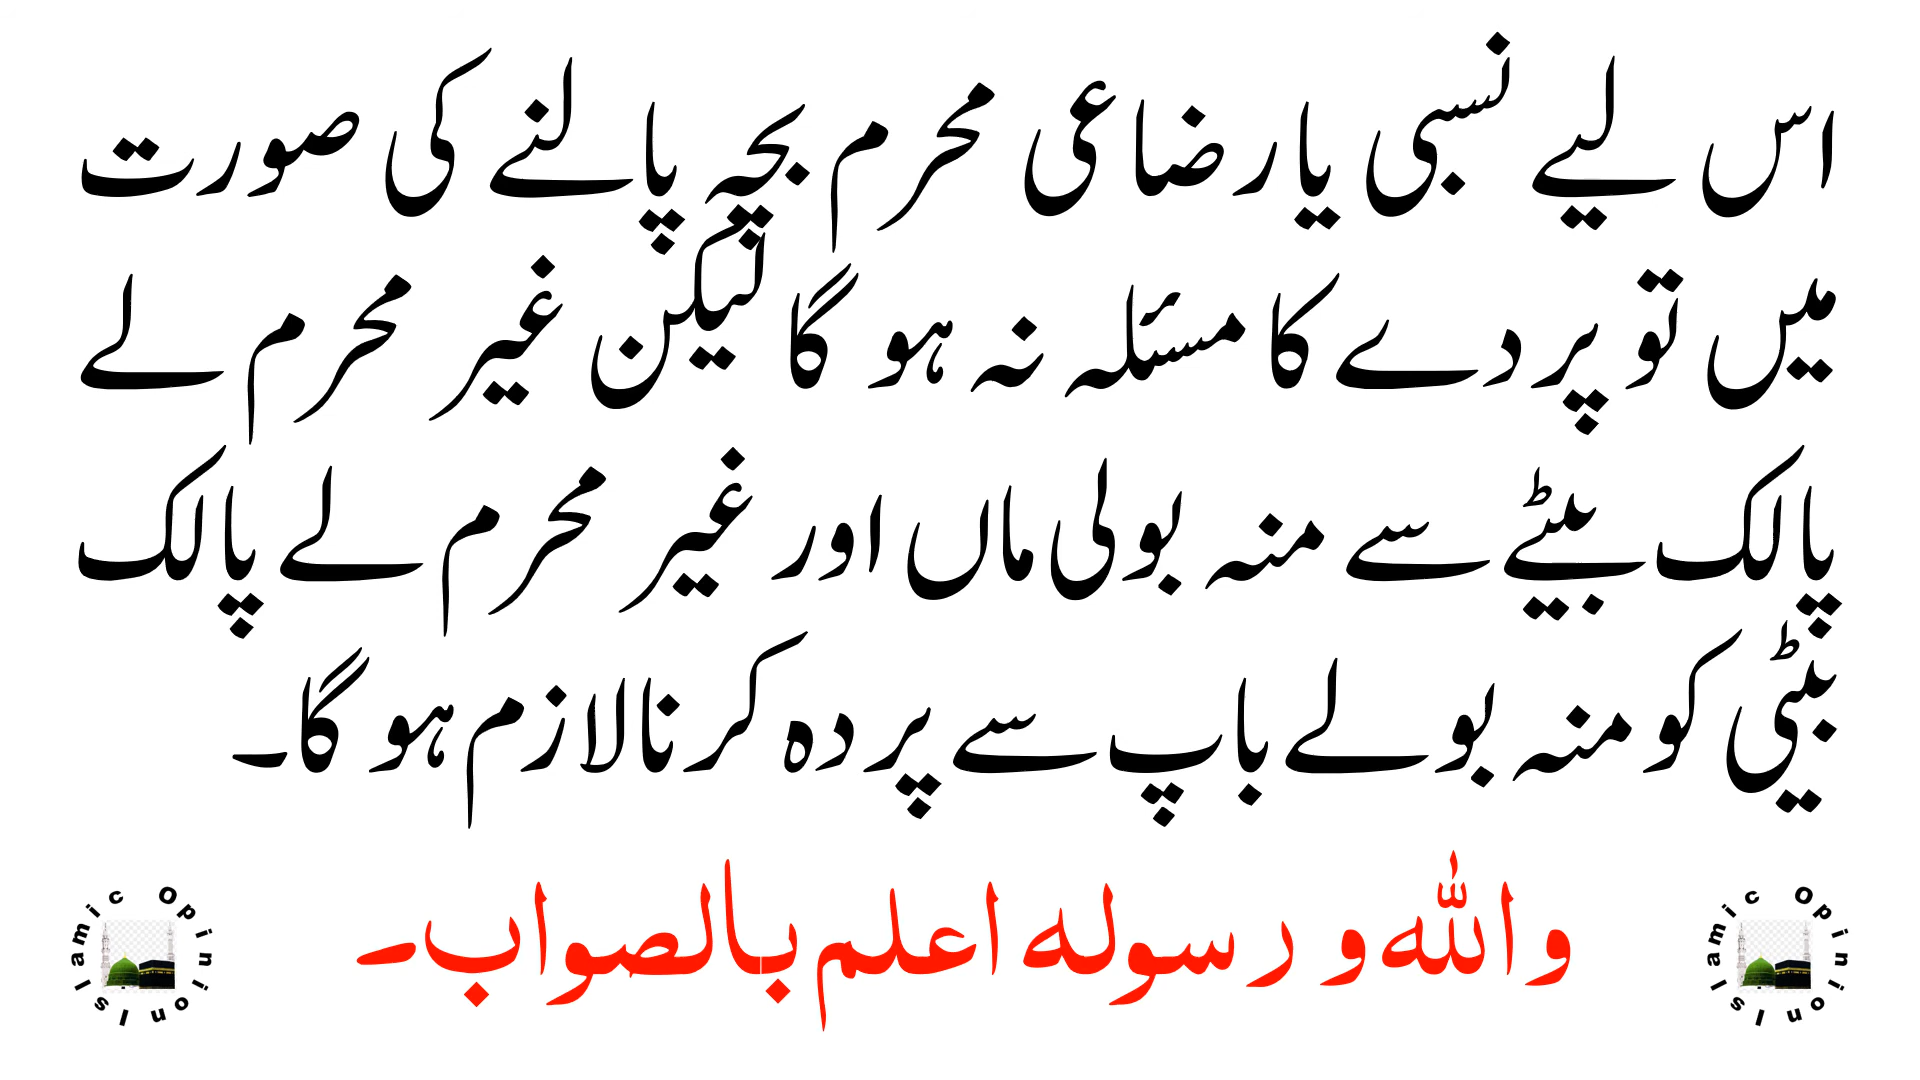 اس لیے نسبی یا رضاعی محرم بچہ پالنے کی صورت
میں تو پردے کا مسئلہ نہ ہو گا لیکن غیر محرم لے
پالک بیٹے سے منہ بولی ماں اور غیر محرم لے پالک
بیٹی کو منہ بولے باپ سے پردہ کرنا لازم ہو گا۔
واللہ و رسولہ اعلم بالصواب۔
Islamic Opinion
Islamic Opinion